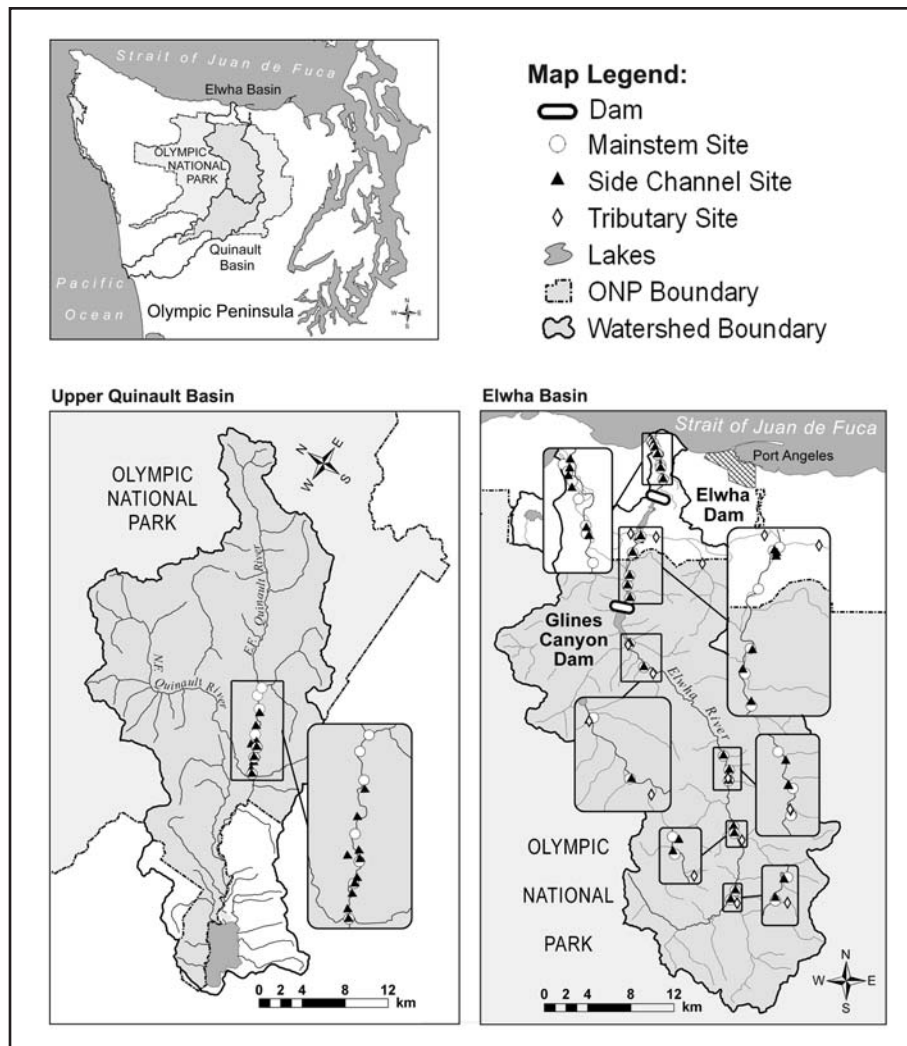 Strait of Juan de Fuca
Elwha Basin
OLYMPIC
NATIONAL
PARK
Quinault
Basin
Pacific
Ocean
Olympic Peninsula
N
W
E
S
Map Legend:
Dam
Mainstem Site
Side Channel Site
Tributary Site
Lakes
ONP Boundary
Watershed Boundary
Upper Quinault Basin
OLYMPIC
NATIONAL
PARK
N
E
W
S
N.F. Quinault River
E.F. Quinault River
0 2 4 8 12
km
Elwha Basin
Strait of Juan de Fuca
Port Angeles
Elwha
Dam
Glines
Canyon
Dam
Elwha River
OLYMPIC
NATIONAL
PARK
N
W
E
S
0 2 4 8 12
km